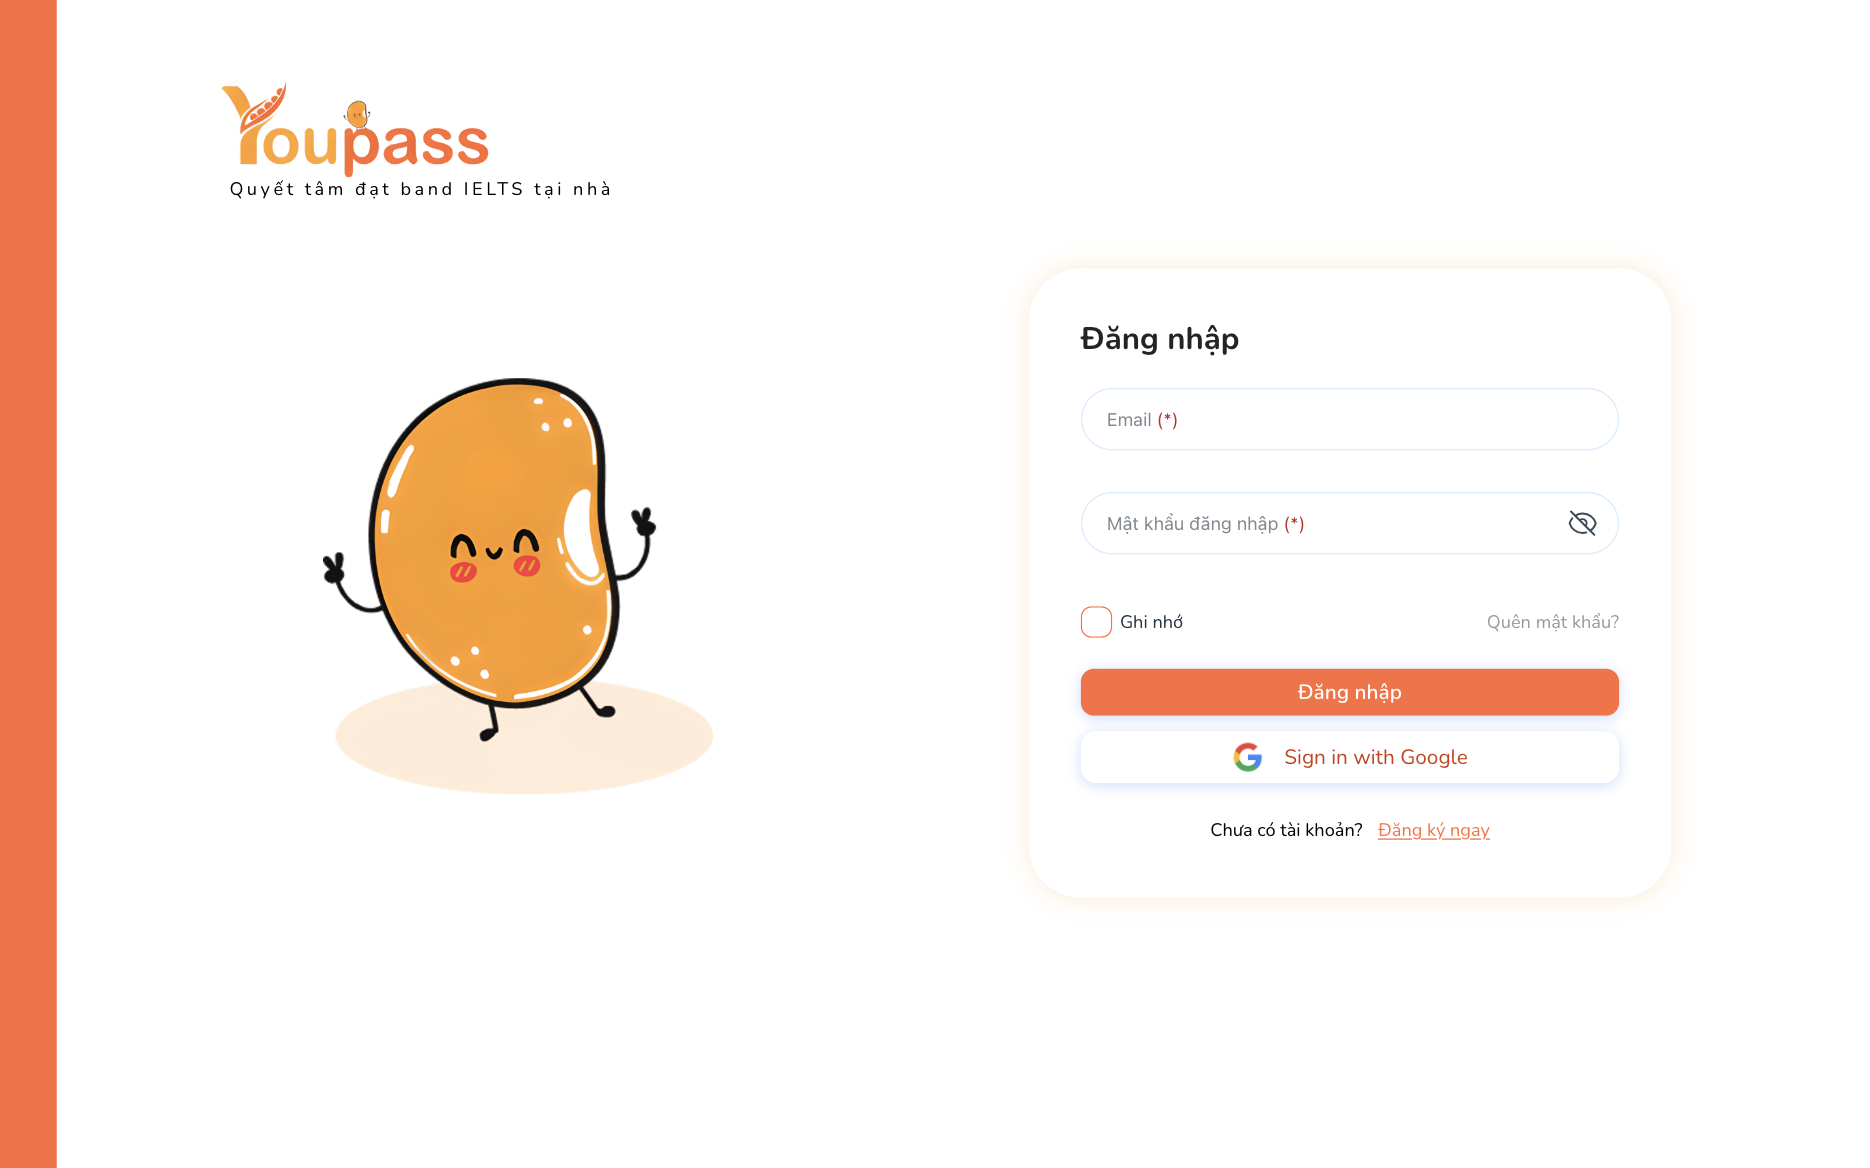 Youpass
Quyết tâm đạt band IELTS tại nhà
Đăng nhập
Email (*)
Mật khẩu đăng nhập (*)
Ghi nhớ
Quên mật khẩu?
Đăng nhập
Sign in with Google
Chưa có tài khoản? Đăng ký ngay